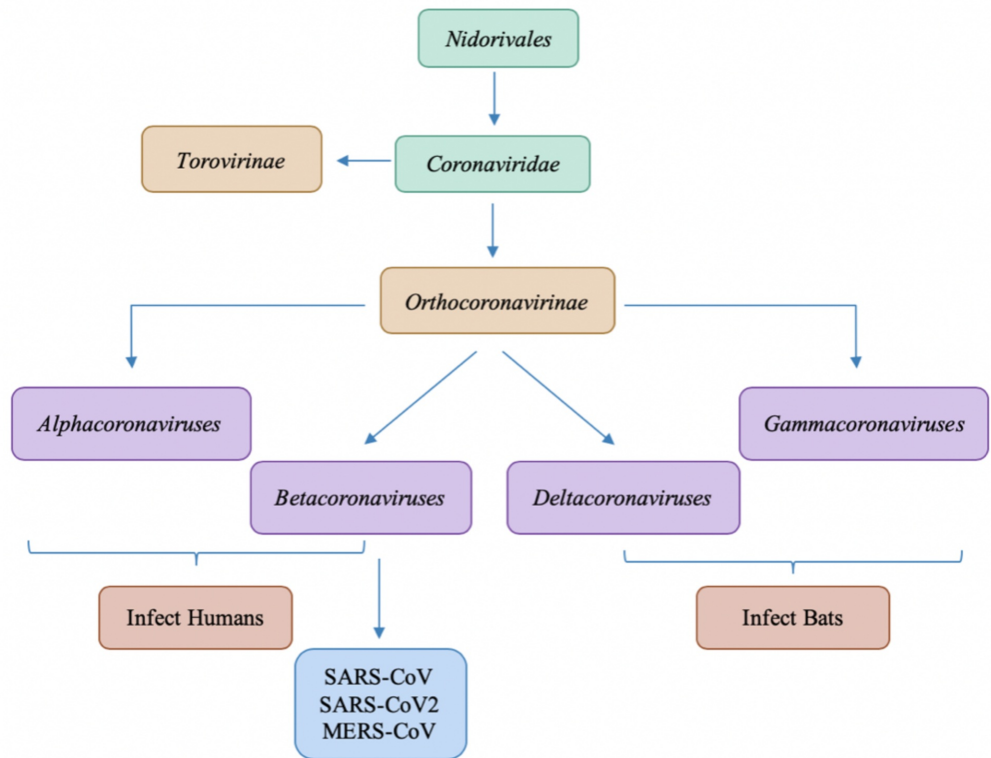 Nidorivales
Torovirinae
Coronaviridae
Orthocoronavirinae
Alphacoronaviruses
Gammacoronaviruses
Betacoronaviruses
Deltacoronaviruses
Infect Humans
Infect Bats
SARS-CoV
SARS-CoV2
MERS-CoV